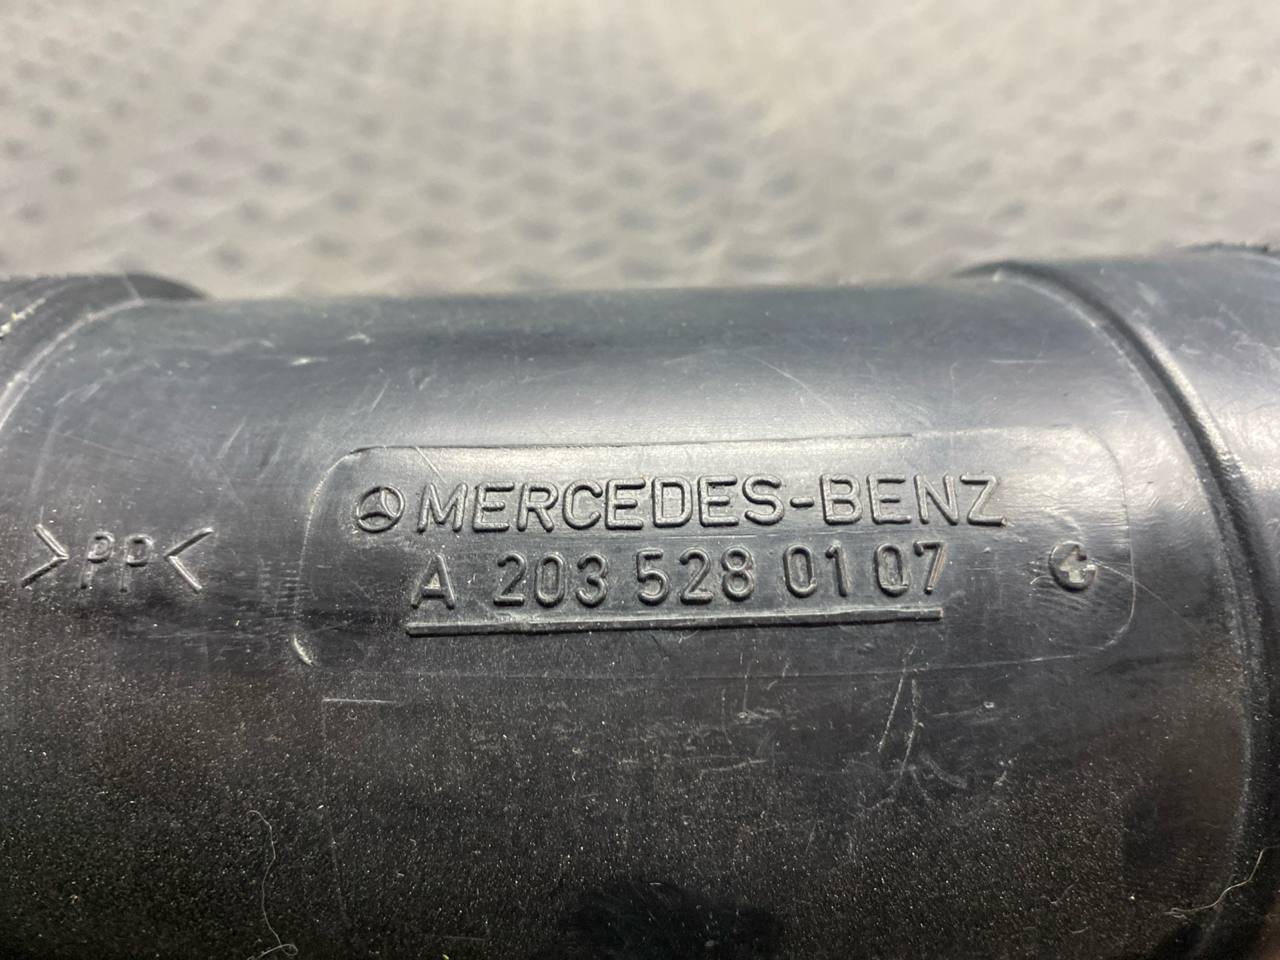 MERCEDES-BENZ
A 203 528 01 07
>PP<